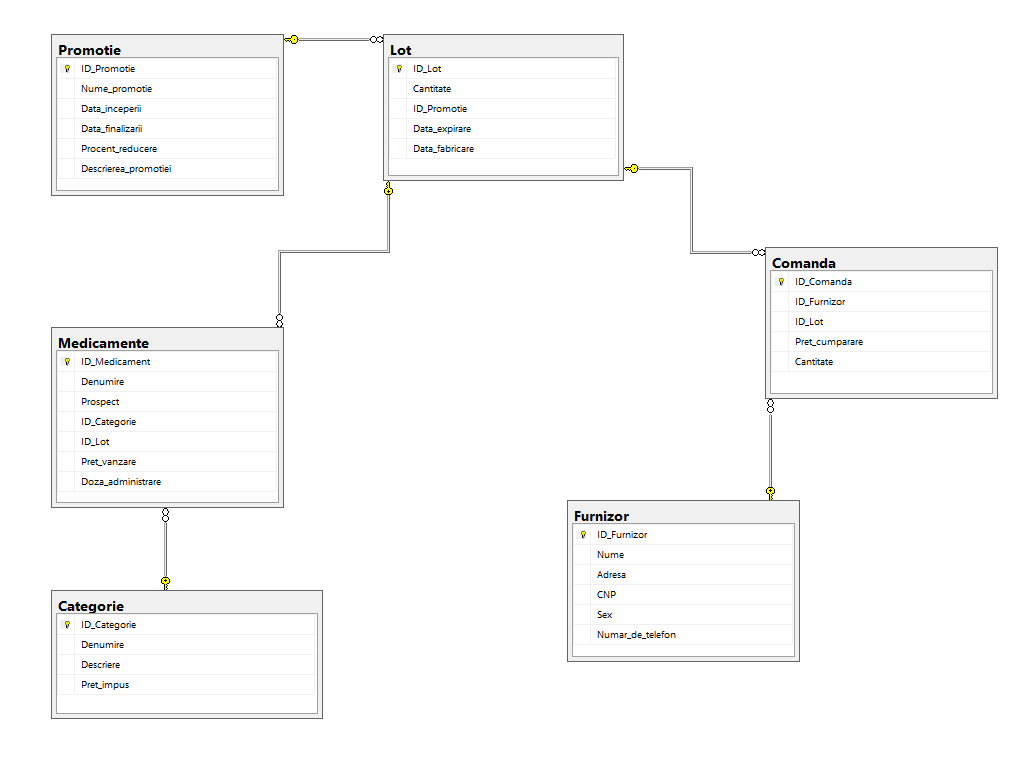 Promotie
ID_Promotie
Nume_promotie
Data_inceperii
Data_finalizarii
Procent_reducere
Descrierea_promotiei
Lot
ID_Lot
Cantitate
ID_Promotie
Data_expirare
Data_fabricare
Comanda
ID_Comanda
ID_Furnizor
ID_Lot
Pret_cumparare
Cantitate
Medicamente
ID_Medicament
Denumire
Prospect
ID_Categorie
ID_Lot
Pret_vanzare
Doza_administrare
Furnizor
ID_Furnizor
Nume
Adresa
CNP
Sex
Numar_de_telefon
Categorie
ID_Categorie
Denumire
Descriere
Pret_impus